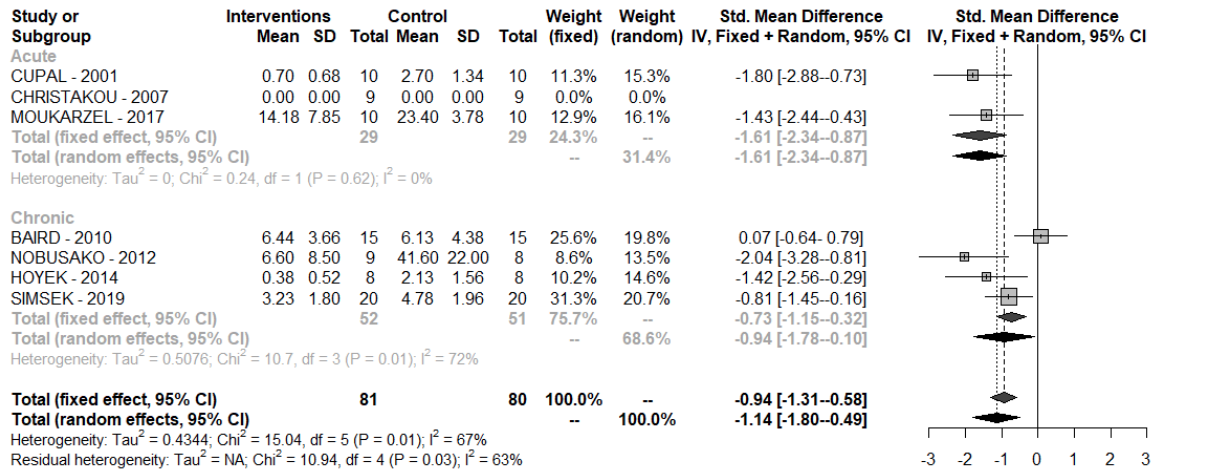 Study or Interventions Control Weight Weight Std. Mean Difference Std. Mean Difference
Subgroup Mean SD Total Mean SD Total (fixed) (random) IV, Fixed + Random, 95% CI IV, Fixed + Random, 95% CI
Acute
CUPAL - 2001 0.70 0.68 10 2.70 1.34 10 11.3% 15.3% -1.80 [-2.88--0.73]
CHRISTAKOU - 2007 0.00 0.00 9 0.00 0.00 9 0.0% 0.0%
MOUKARZEL - 2017 14.18 7.85 10 23.40 3.78 10 12.9% 16.1% -1.43 [-2.44--0.43]
Total (fixed effect, 95% CI) 29 29 24.3% -- -1.61 [-2.34--0.87]
Total (random effects, 95% CI) -- 31.4% -1.61 [-2.34--0.87]
Heterogeneity: Tau² = 0; Chi² = 0.24, df = 1 (P = 0.62); I² = 0%
Chronic
BAIRD - 2010 6.44 3.66 15 6.13 4.38 15 25.6% 19.8% 0.07 [-0.64- 0.79]
NOBUSAKO - 2012 6.60 8.50 9 41.60 22.00 8 8.6% 13.5% -2.04 [-3.28--0.81]
HOYEK - 2014 0.38 0.52 8 2.13 1.56 8 10.2% 14.6% -1.42 [-2.56--0.29]
SIMSEK - 2019 3.23 1.80 20 4.78 1.96 20 31.3% 20.7% -0.81 [-1.45--0.16]
Total (fixed effect, 95% CI) 52 51 75.7% -- -0.73 [-1.15--0.32]
Total (random effects, 95% CI) -- 68.6% -0.94 [-1.78--0.10]
Heterogeneity: Tau² = 0.5076; Chi² = 10.7, df = 3 (P = 0.01); I² = 72%
Total (fixed effect, 95% CI) 81 80 100.0% -- -0.94 [-1.31--0.58]
Total (random effects, 95% CI) -- 100.0% -1.14 [-1.80--0.49]
Heterogeneity: Tau² = 0.4344; Chi² = 15.04, df = 5 (P = 0.01); I² = 67%
Residual heterogeneity: Tau² = NA; Chi² = 10.94, df = 4 (P = 0.03); I² = 63%
-3 -2 -1 0 1 2 3